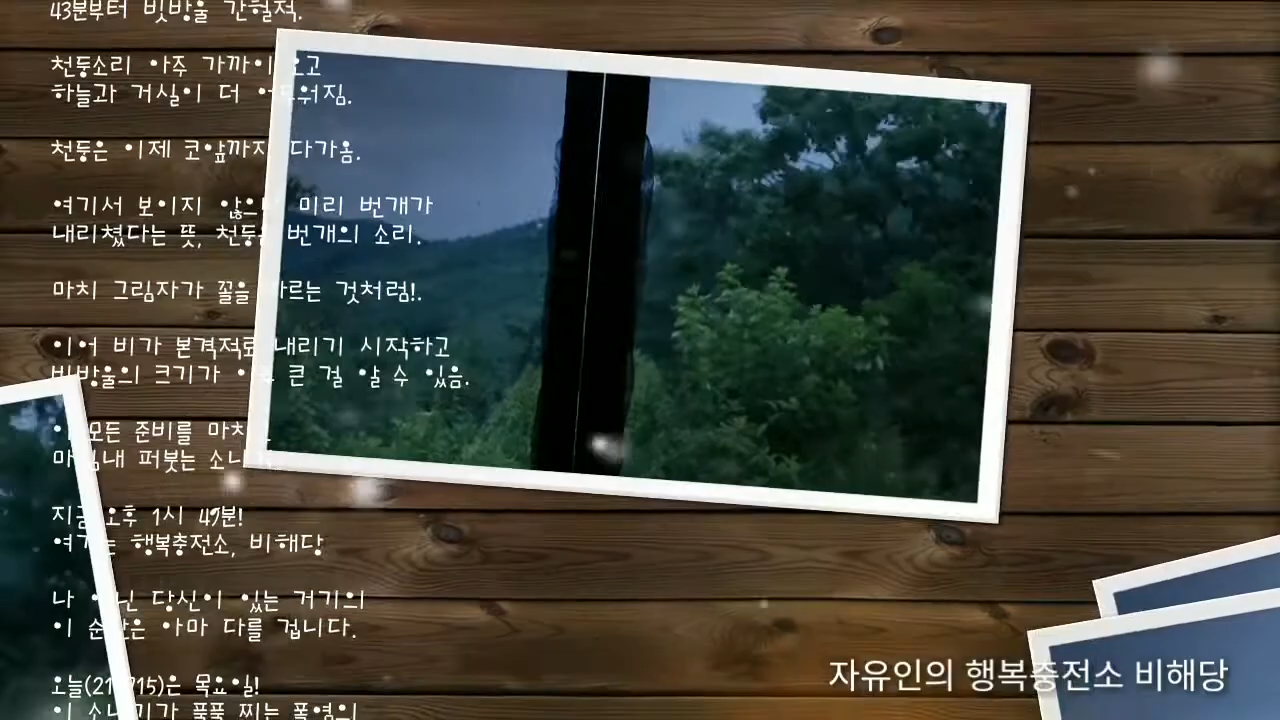 43분부터 빗방울 간헐적.
천둥소리 아주 가까이 오고
하늘과 거실이 더 어두워짐.
천둥은 이제 코앞까지 다가옴.
여기서 보이지 않으나 미리 번개가
내리쳤다는 뜻, 천둥은 번개의 소리.
마치 그림자가 꼴을 따르는 것처럼!.
이어 비가 본격적로 내리기 시작하고
빗방울의 크기가 아주 큰 걸 알 수 있음.
모든 준비를 마치고
마침내 퍼붓는 소나기
지금 오후 1시 49분!
여기는 행복충전소, 비해당
나 아닌 당신이 있는 거기의
이 순간은 아마 다를 겁니다.
오늘(210715)은 목요일!
이 소나기가 푹푹 찌는 폭염의
자유인의 행복충전소 비해당